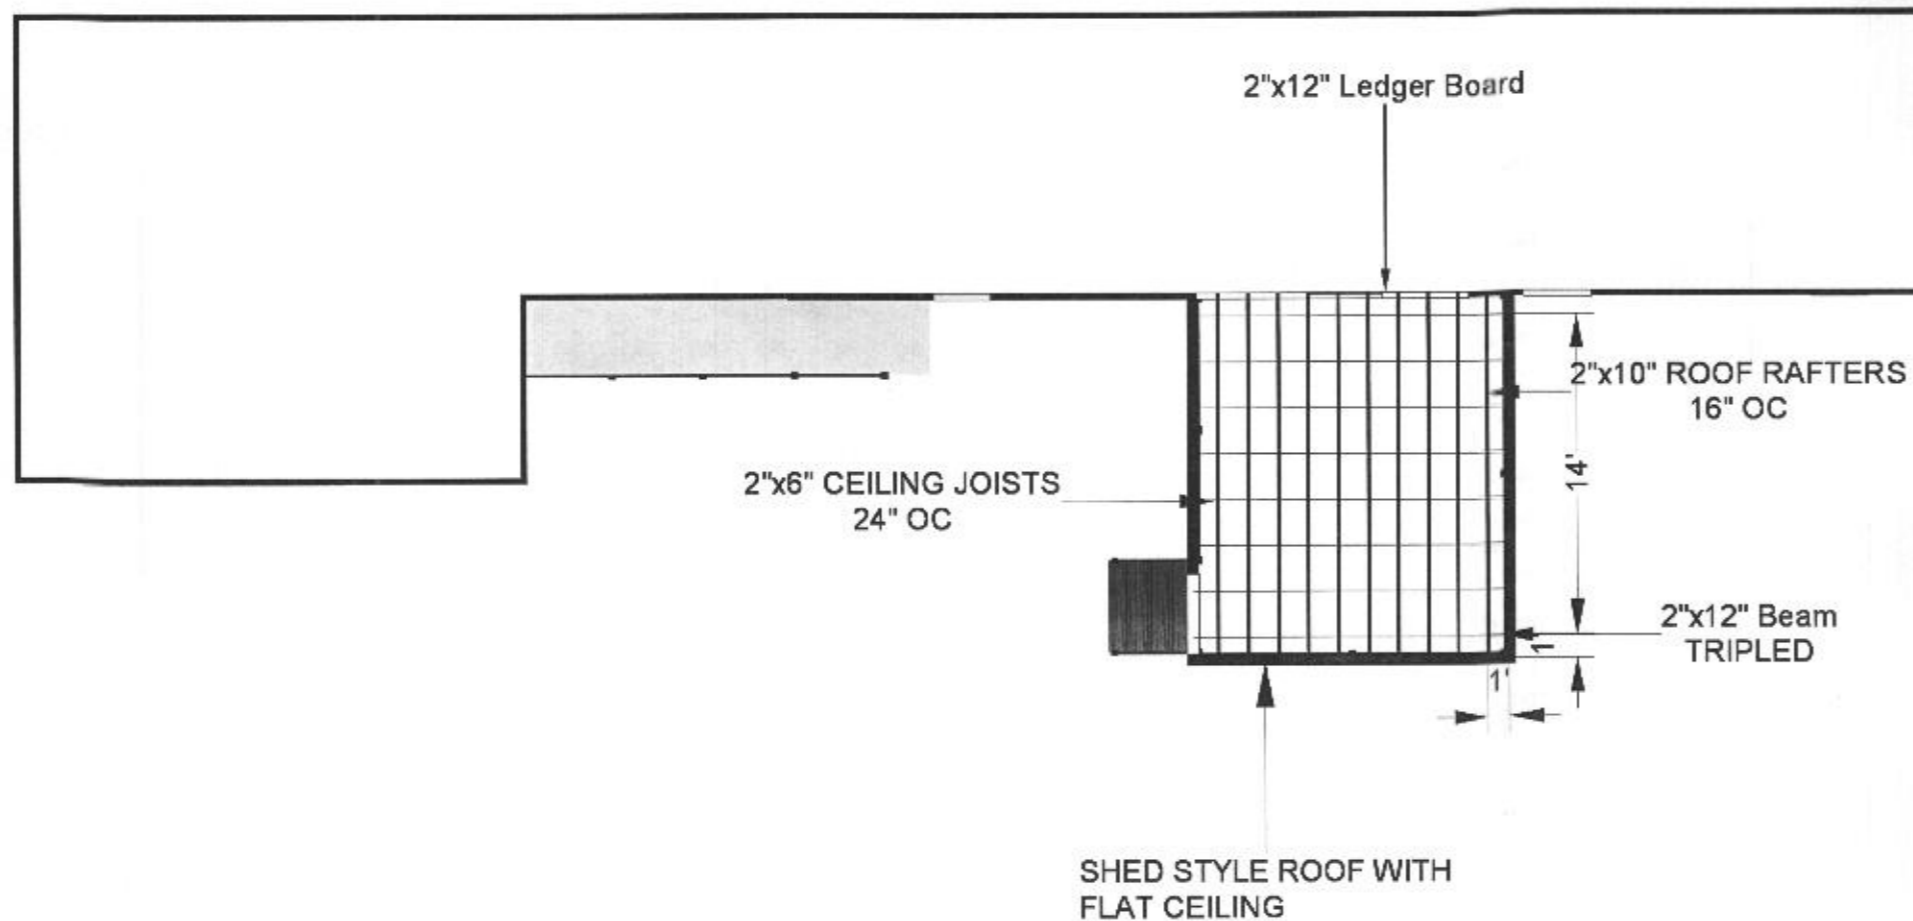 2"x12" Ledger Board
2"x10" ROOF RAFTERS
16" OC
14'
2"x6" CEILING JOISTS
24" OC
2"x12" Beam
TRIPLED
1'
1'
SHED STYLE ROOF WITH
FLAT CEILING